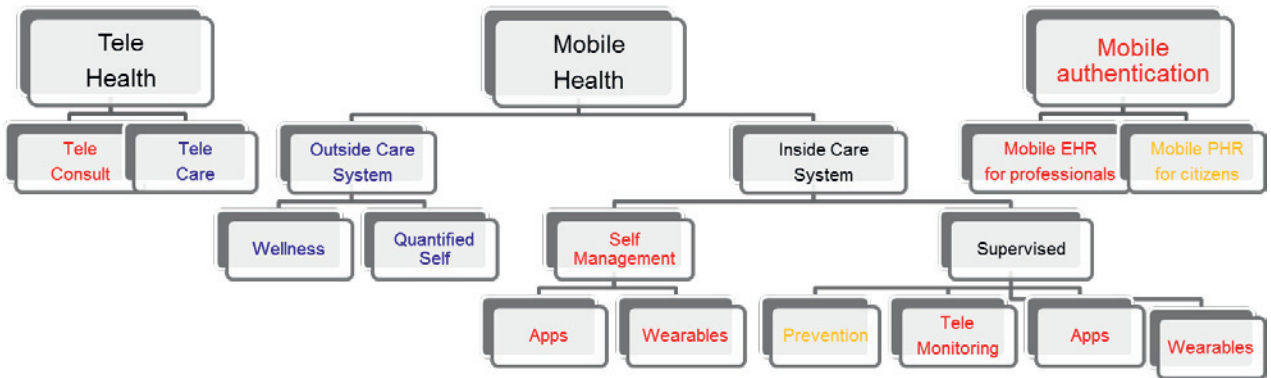 Tele
Health
Mobile
Health
Mobile
authentication
Tele
Consult
Tele
Care
Outside Care
System
Inside Care
System
Mobile EHR
for professionals
Mobile PHR
for citizens
Wellness
Quantified
Self
Self
Management
Supervised
Apps
Wearables
Prevention
Tele
Monitoring
Apps
Wearables